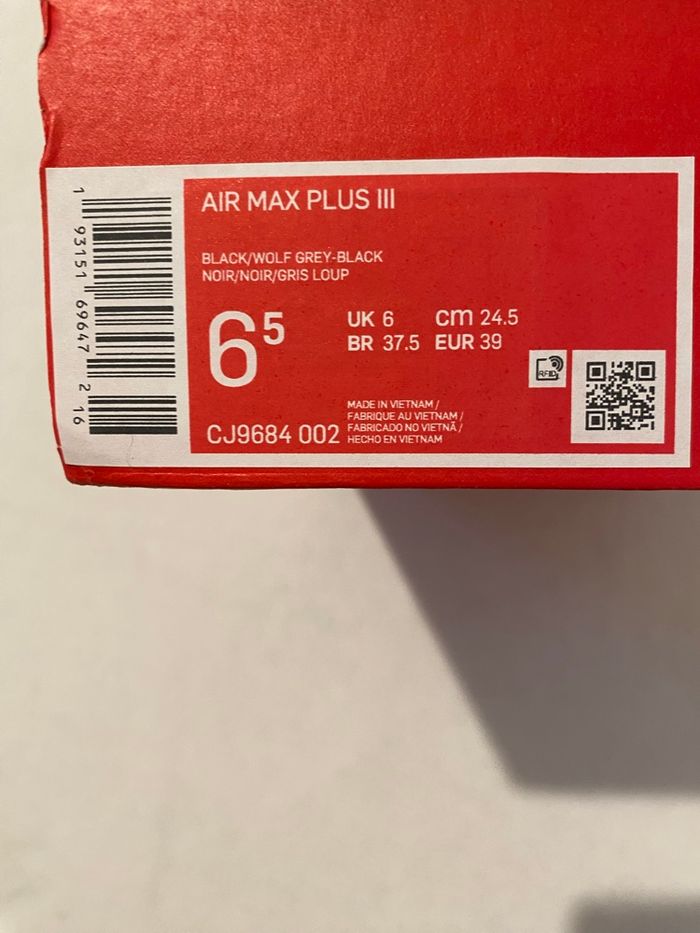 AIR MAX PLUS III
BLACK/WOLF GREY-BLACK
NOIR/NOIR/GRIS LOUP
6⁵
UK 6 cm 24.5
BR 37.5 EUR 39
RFID
CJ9684 002
MADE IN VIETNAM /
FABRIQUE AU VIETNAM /
FABRICADO NO VIETNÃ /
HECHO EN VIETNAM
1 93151 69647 2 16